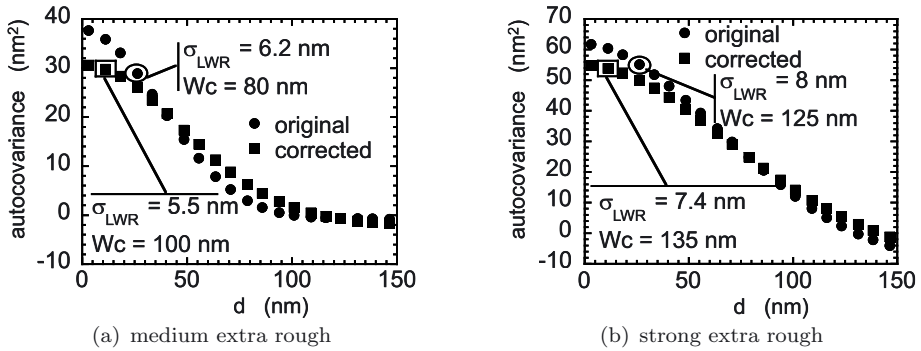 autocovariance (nm²)
40
30
20
10
0
-10
0
50
100
150
d (nm)
σLWR = 6.2 nm
Wc = 80 nm
original
corrected
σLWR = 5.5 nm
Wc = 100 nm
(a) medium extra rough
autocovariance (nm²)
70
60
50
40
30
20
10
0
-10
0
50
100
150
d (nm)
original
corrected
σLWR = 8 nm
Wc = 125 nm
σLWR = 7.4 nm
Wc = 135 nm
(b) strong extra rough